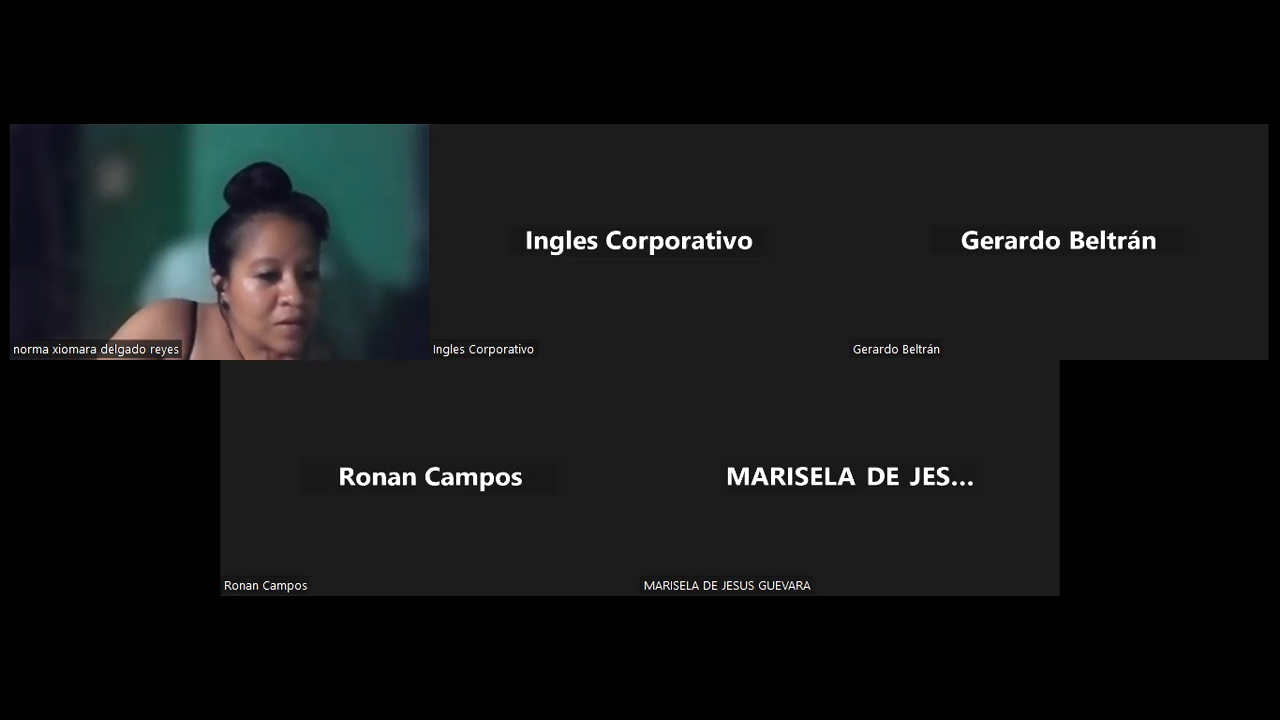 Ingles Corporativo
Gerardo Beltrán
norma xiomara delgado reyes
Ingles Corporativo
Gerardo Beltrán
Ronan Campos
MARISELA DE JES...
Ronan Campos
MARISELA DE JESUS GUEVARA